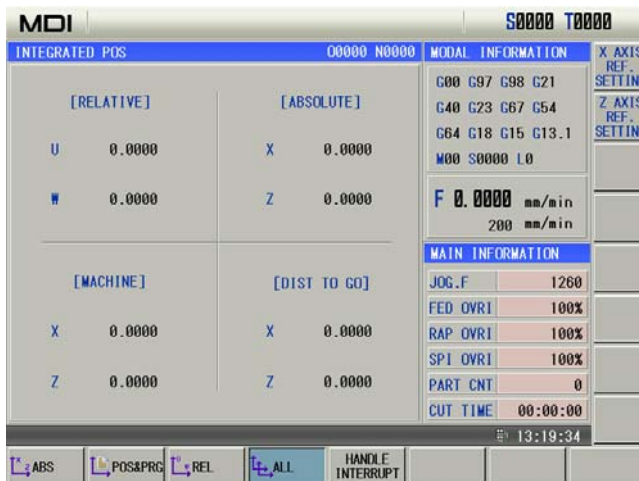 MDI
S0000 T0000
INTEGRATED POS
O0000 N0000
[RELATIVE]
[ABSOLUTE]
U 0.0000
X 0.0000
W 0.0000
Z 0.0000
[MACHINE]
[DIST TO GO]
X 0.0000
X 0.0000
Z 0.0000
Z 0.0000
MODAL INFORMATION
G00 G97 G98 G21
G40 G23 G67 G54
G64 G18 G15 G13.1
M00 S0000 L0
F 0.0000 mm/min
200 mm/min
MAIN INFORMATION
JOG.F 1260
FED OVRI 100%
RAP OVRI 100%
SPI OVRI 100%
PART CNT 0
CUT TIME 00:00:00
13:19:34
X AXIS
REF.
SETTIN
Z AXIS
REF.
SETTIN
ABS
POS&PRG
REL
ALL
HANDLE
INTERRUPT